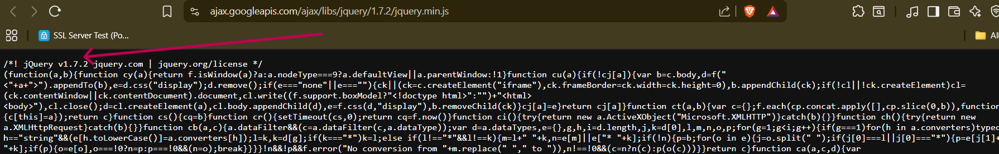 ajax.googleapis.com/ajax/libs/jquery/1.7.2/jquery.min.js
SSL Server Test (Po...
All
/*! jQuery v1.7.2 jquery.com | jquery.org/license */
(function(a,b){function cy(a){return f.isWindow(a)?a:a.nodeType===9?a.defaultView||a.parentWindow:!1}function cu(a){if(!cj[a]){var b=c.body,d=f("
<"+a+">").appendTo(b),e=d.css("display");d.remove();if(e==="none"||e===""){ck||(ck=c.createElement("iframe"),ck.frameBorder=ck.width=ck.height=0),b.appendChild(ck);if(!cl||!ck.createElement)cl=
(ck.contentWindow||ck.contentDocument).document,cl.write((f.support.boxModel?"<!doctype html>":"")+"<html>
<body>"),cl.close();d=cl.createElement(a),cl.body.appendChild(d),e=f.css(d,"display"),b.removeChild(ck)}cj[a]=e}return cj[a]}function ct(a,b){var c={};f.each(cp.concat.apply([],cp.slice(0,b)),function
{c[this]=a});return c}function cs(){cq=b}function cr(){setTimeout(cs,0);return cq=f.now()}function ci(){try{return new a.ActiveXObject("Microsoft.XMLHTTP")}catch(b){}}function ch(){try{return new
a.XMLHttpRequest}catch(b){}}function cb(a,c){a.dataFilter&&(c=a.dataFilter(c,a.dataType));var d=a.dataTypes,e={},g,h,i=d.length,j,k=d[0],l,m,n,o,p;for(g=1;g<i;g++){if(g===1)for(h in a.converters)typeo
h=="string"&&(e[h.toLowerCase()]=a.converters[h]);l=k,k=d[g];if(k==="*")k=l;else if(l!=="*"&&l!==k){m=l+" "+k,n=e[m]||e["* "+k];if(!n){p=b;for(o in e){j=o.split(" ");if(j[0]===l||j[0]==="*"){p=e[j[1]+
"+k];if(p){o=e[o],o===!0?n=p:p===!0&&(n=o);break}}}}!n&&!p&&f.error("No conversion from "+m.replace(" "," to ")),n!==!0&&(c=n?n(c):p(o(c)))}}return c}function ca(a,c,d){var